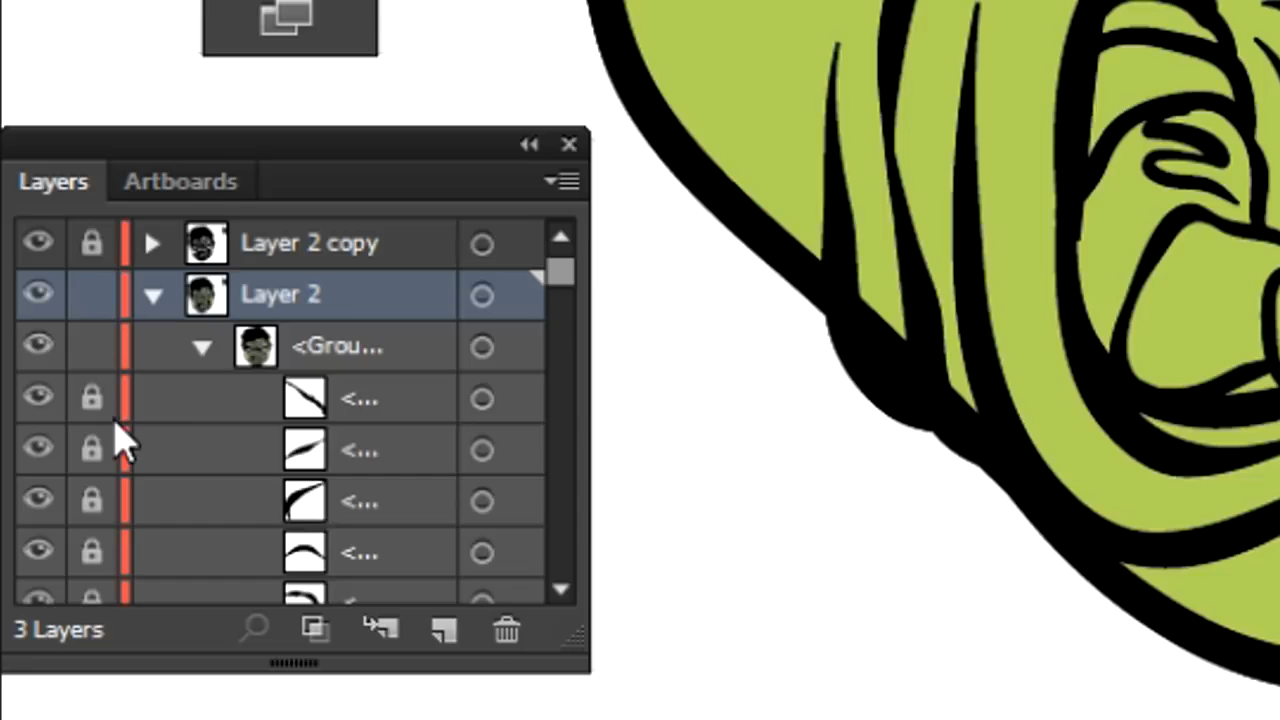 Layers Artboards
Layer 2 copy
Layer 2
<Grou...
<...
<...
<...
<...
3 Layers